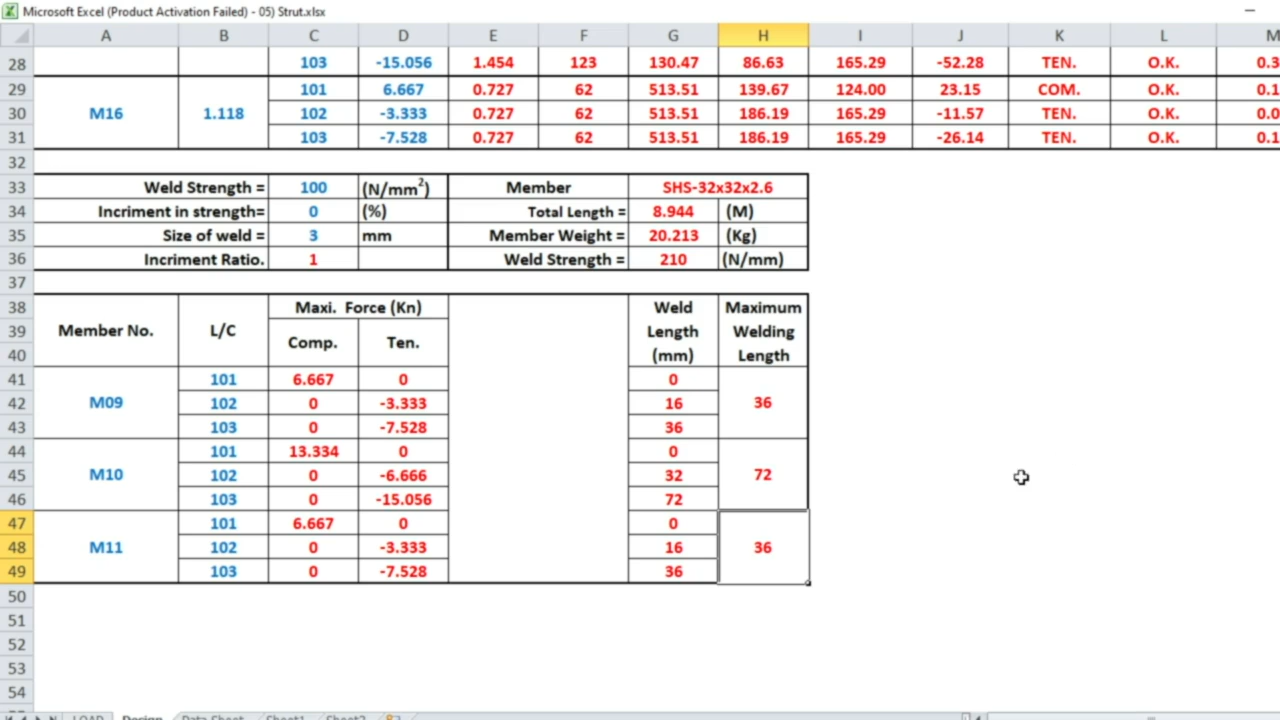 Microsoft Excel (Product Activation Failed) - 05) Strut.xlsx
A B C D E F G H I J K L M
28 103 -15.056 1.454 123 130.47 86.63 165.29 -52.28 TEN. O.K.
29 101 6.667 0.727 62 513.51 139.67 124.00 23.15 COM. O.K.
30 M16 1.118 102 -3.333 0.727 62 513.51 186.19 165.29 -11.57 TEN. O.K.
31 103 -7.528 0.727 62 513.51 186.19 165.29 -26.14 TEN. O.K.
32
33 Weld Strength = 100 (N/mm2) Member SHS-32x32x2.6
34 Incriment in strength= 0 (%) Total Length = 8.944 (M)
35 Size of weld = 3 mm Member Weight = 20.213 (Kg)
36 Incriment Ratio. 1 Weld Strength = 210 (N/mm)
37
38 Maxi. Force (Kn) Weld Maximum
39 Member No. L/C Comp. Ten. Length Welding
40 (mm) Length
41 101 6.667 0 0
42 M09 102 0 -3.333 16 36
43 103 0 -7.528 36
44 101 13.334 0 0
45 M10 102 0 -6.666 32 72
46 103 0 -15.056 72
47 101 6.667 0 0
48 M11 102 0 -3.333 16 36
49 103 0 -7.528 36
50
51
52
53
54
LOAD Design Data Sheet Sheet1 Sheet2